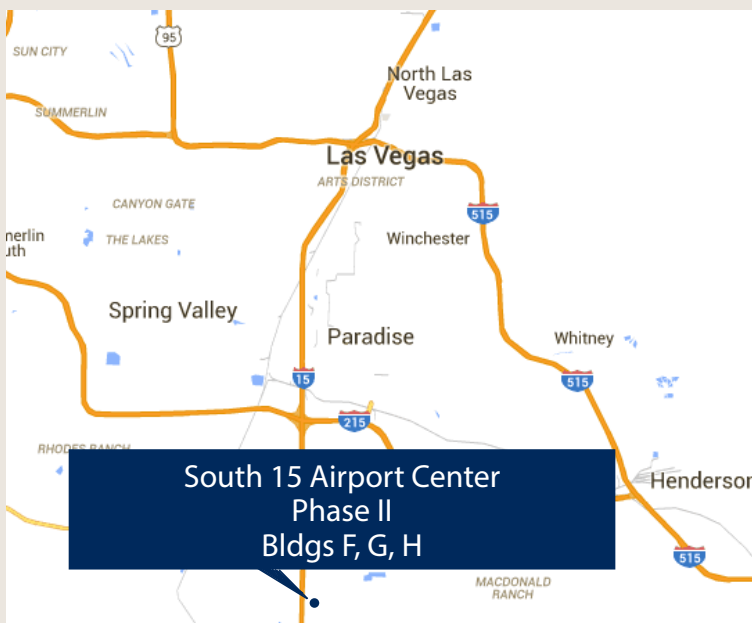 95
SUN CITY
North Las
Vegas
SUMMERLIN
Las Vegas
ARTS DISTRICT
CANYON GATE
515
nerlin
uth
THE LAKES
Winchester
Spring Valley
Paradise
Whitney
15
515
215
RHODES RANCH
South 15 Airport Center
Phase II
Bldgs F, G, H
Henderson
515
MACDONALD
RANCH